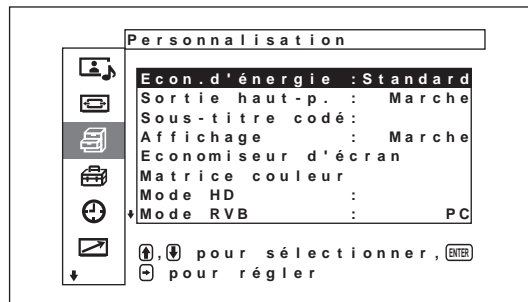 Personnalisation
Econ.d'énergie :Standard
Sortie haut-p. : Marche
Sous-titre codé:
Affichage : Marche
Economiseur d'écran
Matrice couleur
Mode HD :
Mode RVB : PC
, pour sélectionner, ENTER
pour régler